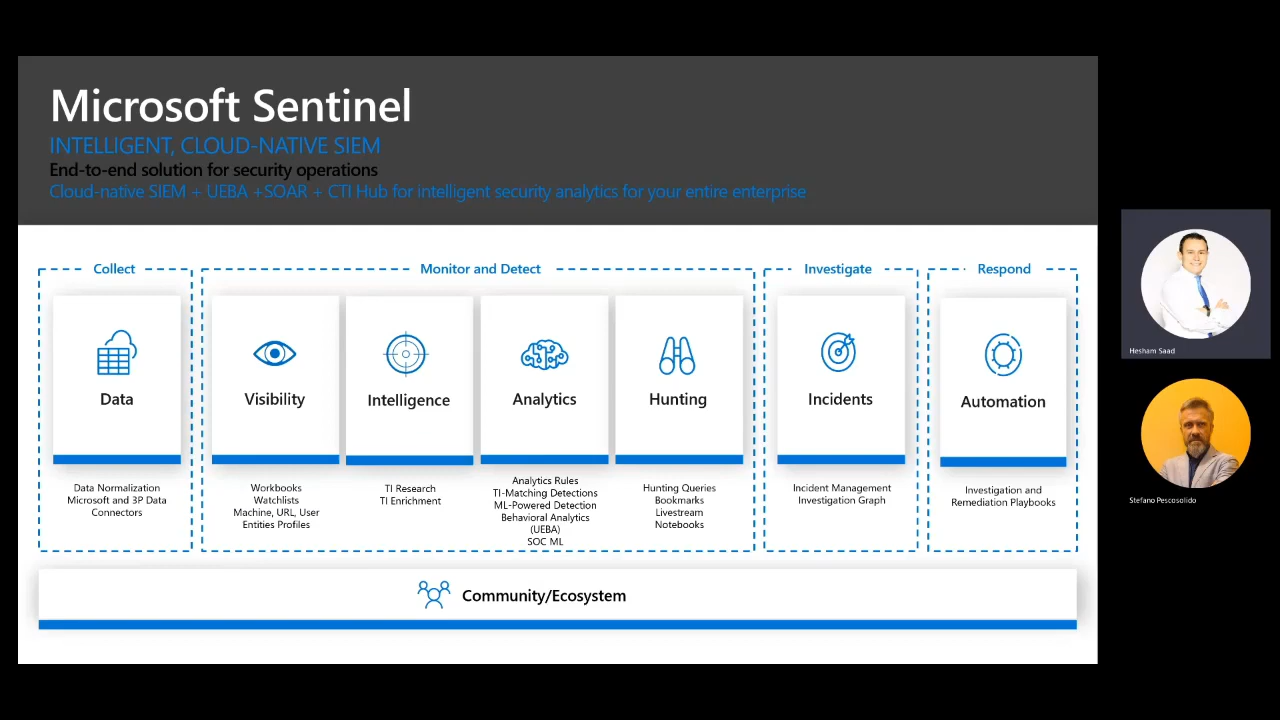 Microsoft Sentinel
INTELLIGENT, CLOUD-NATIVE SIEM
End-to-end solution for security operations
Cloud-native SIEM + UEBA +SOAR + CTI Hub for intelligent security analytics for your entire enterprise
Collect
Data
Data Normalization
Microsoft and 3P Data
Connectors
Monitor and Detect
Visibility
Workbooks
Watchlists
Machine, URL, User
Entities Profiles
Intelligence
TI Research
TI Enrichment
Analytics
Analytics Rules
TI-Matching Detections
ML-Powered Detection
Behavioral Analytics
(UEBA)
SOC ML
Hunting
Hunting Queries
Bookmarks
Livestream
Notebooks
Investigate
Incidents
Incident Management
Investigation Graph
Respond
Automation
Investigation and
Remediation Playbooks
Community/Ecosystem
Hesham Saad
Stefano Pescosolido